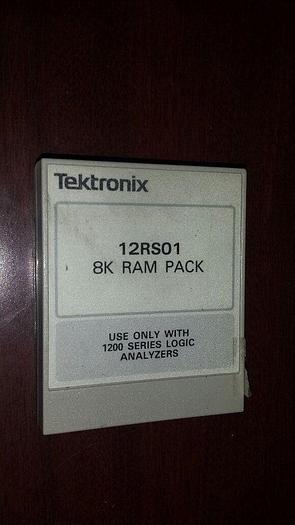 Tektronix
12RS01
8K RAM PACK
USE ONLY WITH
1200 SERIES LOGIC
ANALYZERS